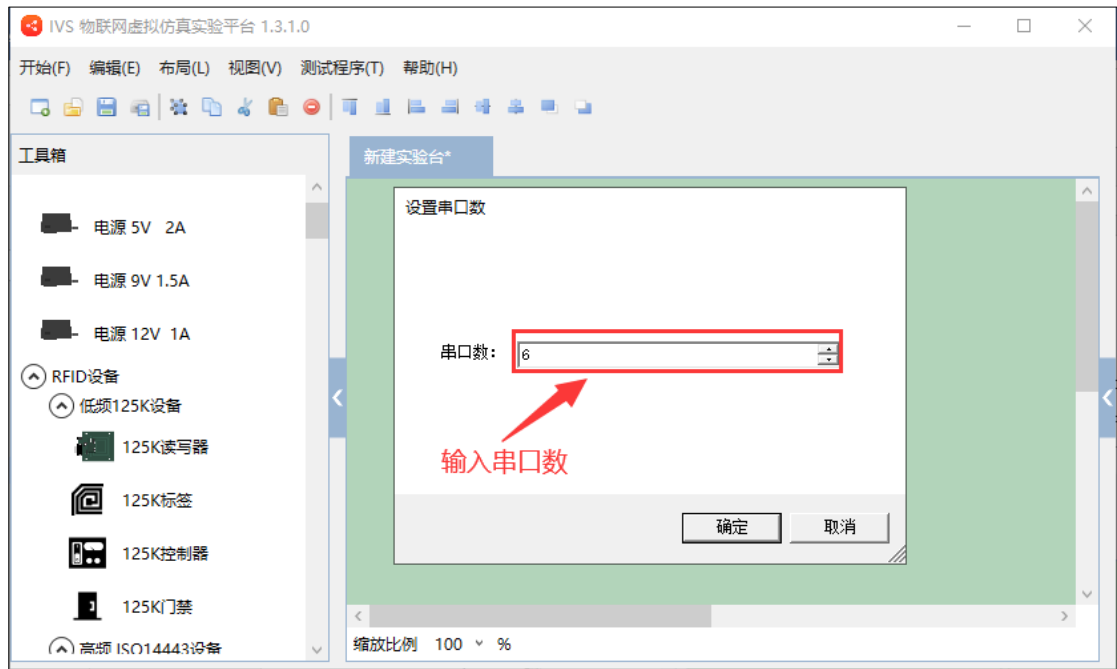 IVS 物联网虚拟仿真实验平台 1.3.1.0
开始(F) 编辑(E) 布局(L) 视图(V) 测试程序(T) 帮助(H)
工具箱
新建实验台*
电源 5V 2A
电源 9V 1.5A
电源 12V 1A
RFID设备
低频125K设备
125K读写器
125K标签
125K控制器
125K门禁
高频 ISO14443设备
设置串口数
串口数： 6
输入串口数
确定 取消
缩放比例 100 %